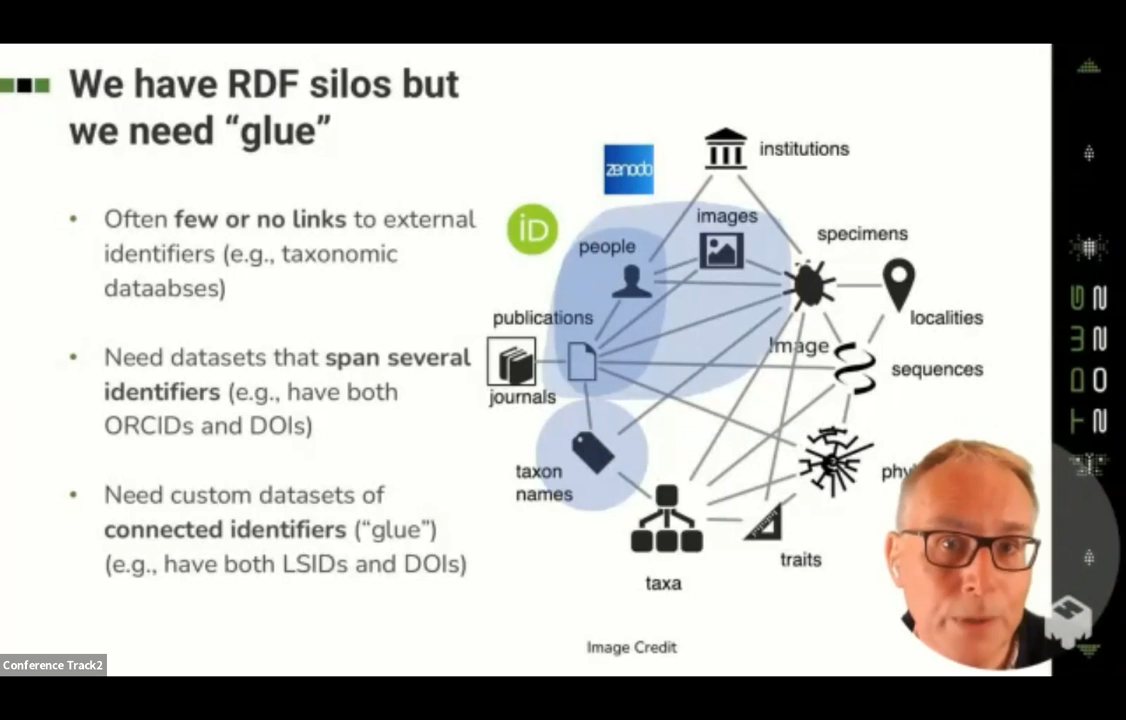 We have RDF silos but
we need “glue”
• Often few or no links to external
identifiers (e.g., taxonomic
dataabses)
• Need datasets that span several
identifiers (e.g., have both
ORCIDs and DOIs)
• Need custom datasets of
connected identifiers (“glue”)
(e.g., have both LSIDs and DOIs)
zenodo
institutions
iD
images
people
specimens
publications
localities
Image
sequences
journals
taxon
names
phy
traits
taxa
Image Credit
Conference Track2
TDWG
2022